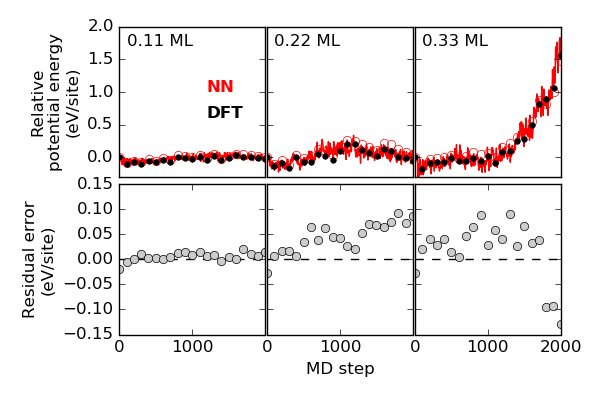 2.0
1.5
1.0
0.5
0.0
Relative
potential energy
(eV/site)
0.11 ML
0.22 ML
0.33 ML
NN
DFT
0.15
0.10
0.05
0.00
−0.05
−0.10
−0.15
Residual error
(eV/site)
0
1000
0
1000
0
1000
2000
MD step